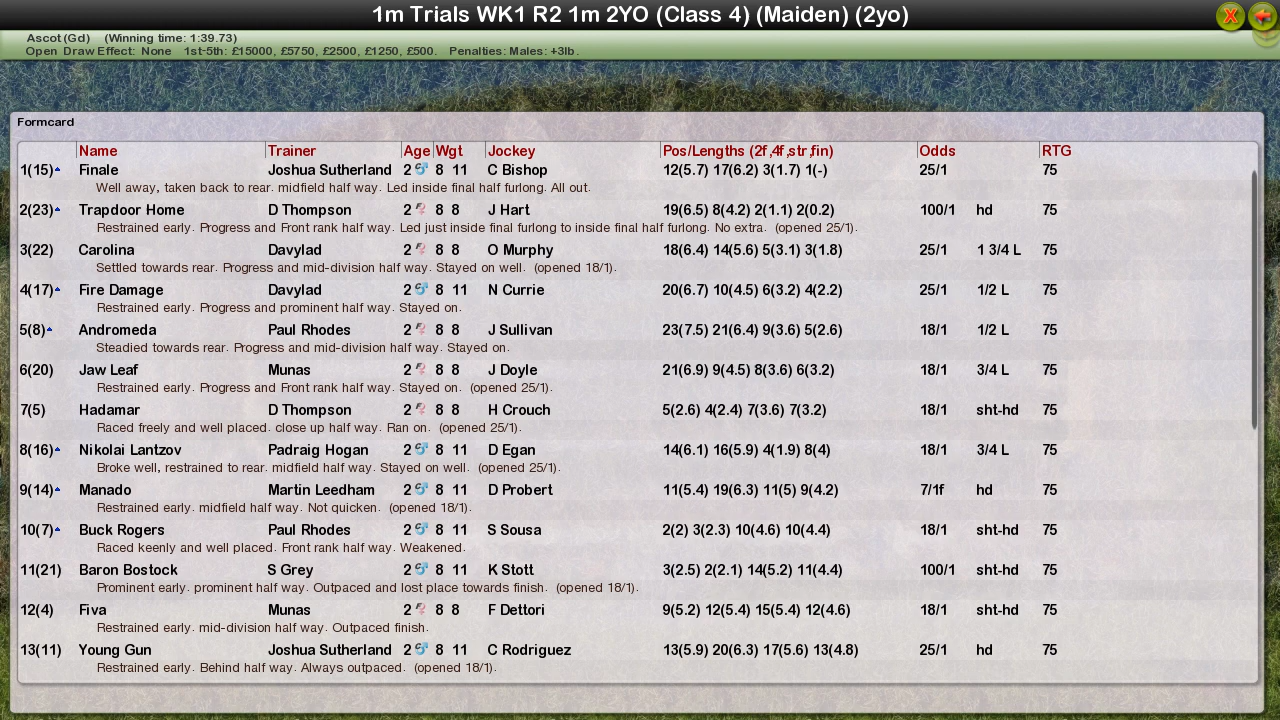 1m Trials WK1 R2 1m 2YO (Class 4) (Maiden) (2yo)
Ascot(Gd) (Winning time: 1:39.73)
Open Draw Effect: None 1st-5th: £15000, £5750, £2500, £1250, £500. Penalties: Males: +3lb.
Formcard
Name Trainer Age Wgt Jockey Pos/Lengths (2f,4f,str,fin) Odds RTG
1(15) Finale Joshua Sutherland 2 8 11 C Bishop 12(5.7) 17(6.2) 3(1.7) 1(-) 25/1 75
Well away, taken back to rear. midfield half way. Led inside final half furlong. All out.
2(23) Trapdoor Home D Thompson 2 8 8 J Hart 19(6.5) 8(4.2) 2(1.1) 2(0.2) 100/1 hd 75
Restrained early. Progress and Front rank half way. Led just inside final furlong to inside final half furlong. No extra. (opened 25/1).
3(22) Carolina Davylad 2 8 8 O Murphy 18(6.4) 14(5.6) 5(3.1) 3(1.8) 25/1 1 3/4 L 75
Settled towards rear. Progress and mid-division half way. Stayed on well. (opened 18/1).
4(17) Fire Damage Davylad 2 8 11 N Currie 20(6.7) 10(4.5) 6(3.2) 4(2.2) 25/1 1/2 L 75
Restrained early. Progress and prominent half way. Stayed on.
5(8) Andromeda Paul Rhodes 2 8 8 J Sullivan 23(7.5) 21(6.4) 9(3.6) 5(2.6) 18/1 1/2 L 75
Steadied towards rear. Progress and mid-division half way. Stayed on.
6(20) Jaw Leaf Munas 2 8 8 J Doyle 21(6.9) 9(4.5) 8(3.6) 6(3.2) 18/1 3/4 L 75
Restrained early. Progress and Front rank half way. Stayed on. (opened 25/1).
7(5) Hadamar D Thompson 2 8 8 H Crouch 5(2.6) 4(2.4) 7(3.6) 7(3.2) 18/1 sht-hd 75
Raced freely and well placed. close up half way. Ran on. (opened 25/1).
8(16) Nikolai Lantzov Padraig Hogan 2 8 11 D Egan 14(6.1) 16(5.9) 4(1.9) 8(4) 18/1 3/4 L 75
Broke well, restrained to rear. midfield half way. Stayed on well. (opened 25/1).
9(14) Manado Martin Leedham 2 8 11 D Probert 11(5.4) 19(6.3) 11(5) 9(4.2) 7/1f hd 75
Restrained early. midfield half way. Not quicken. (opened 18/1).
10(7) Buck Rogers Paul Rhodes 2 8 11 S Sousa 2(2) 3(2.3) 10(4.6) 10(4.4) 18/1 sht-hd 75
Raced keenly and well placed. Front rank half way. Weakened.
11(21) Baron Bostock S Grey 2 8 11 K Stott 3(2.5) 2(2.1) 14(5.2) 11(4.4) 100/1 sht-hd 75
Prominent early. prominent half way. Outpaced and lost place towards finish. (opened 18/1).
12(4) Fiva Munas 2 8 8 F Dettori 9(5.2) 12(5.4) 15(5.4) 12(4.6) 18/1 sht-hd 75
Restrained early. mid-division half way. Outpaced finish.
13(11) Young Gun Joshua Sutherland 2 8 11 C Rodriguez 13(5.9) 20(6.3) 17(5.6) 13(4.8) 25/1 hd 75
Restrained early. Behind half way. Always outpaced. (opened 18/1).